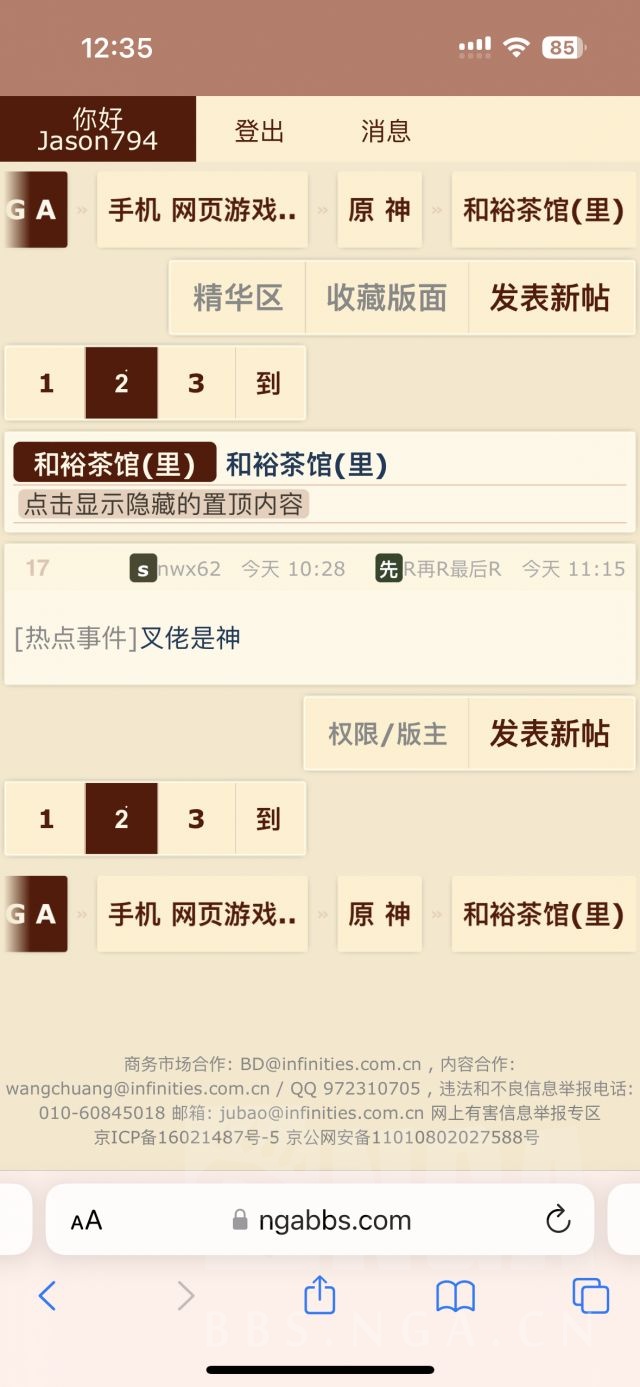 12:35
85
你好
Jason794
登出
消息
G A » 手机 网页游戏.. » 原 神 » 和裕茶馆(里)
精华区 收藏版面 发表新帖
1 2 3 到
和裕茶馆(里) 和裕茶馆(里)
点击显示隐藏的置顶内容
17 snwx62 今天 10:28 先R再R最后R 今天 11:15
[热点事件]叉佬是神
权限/版主 发表新帖
1 2 3 到
G A » 手机 网页游戏.. » 原 神 » 和裕茶馆(里)
商务市场合作: BD@infinities.com.cn , 内容合作:
wangchuang@infinities.com.cn / QQ 972310705 , 违法和不良信息举报电话:
010-60845018 邮箱: jubao@infinities.com.cn 网上有害信息举报专区
京ICP备16021487号-5 京公网安备11010802027588号
AA ngabbs.com
BBS.NGA.CN